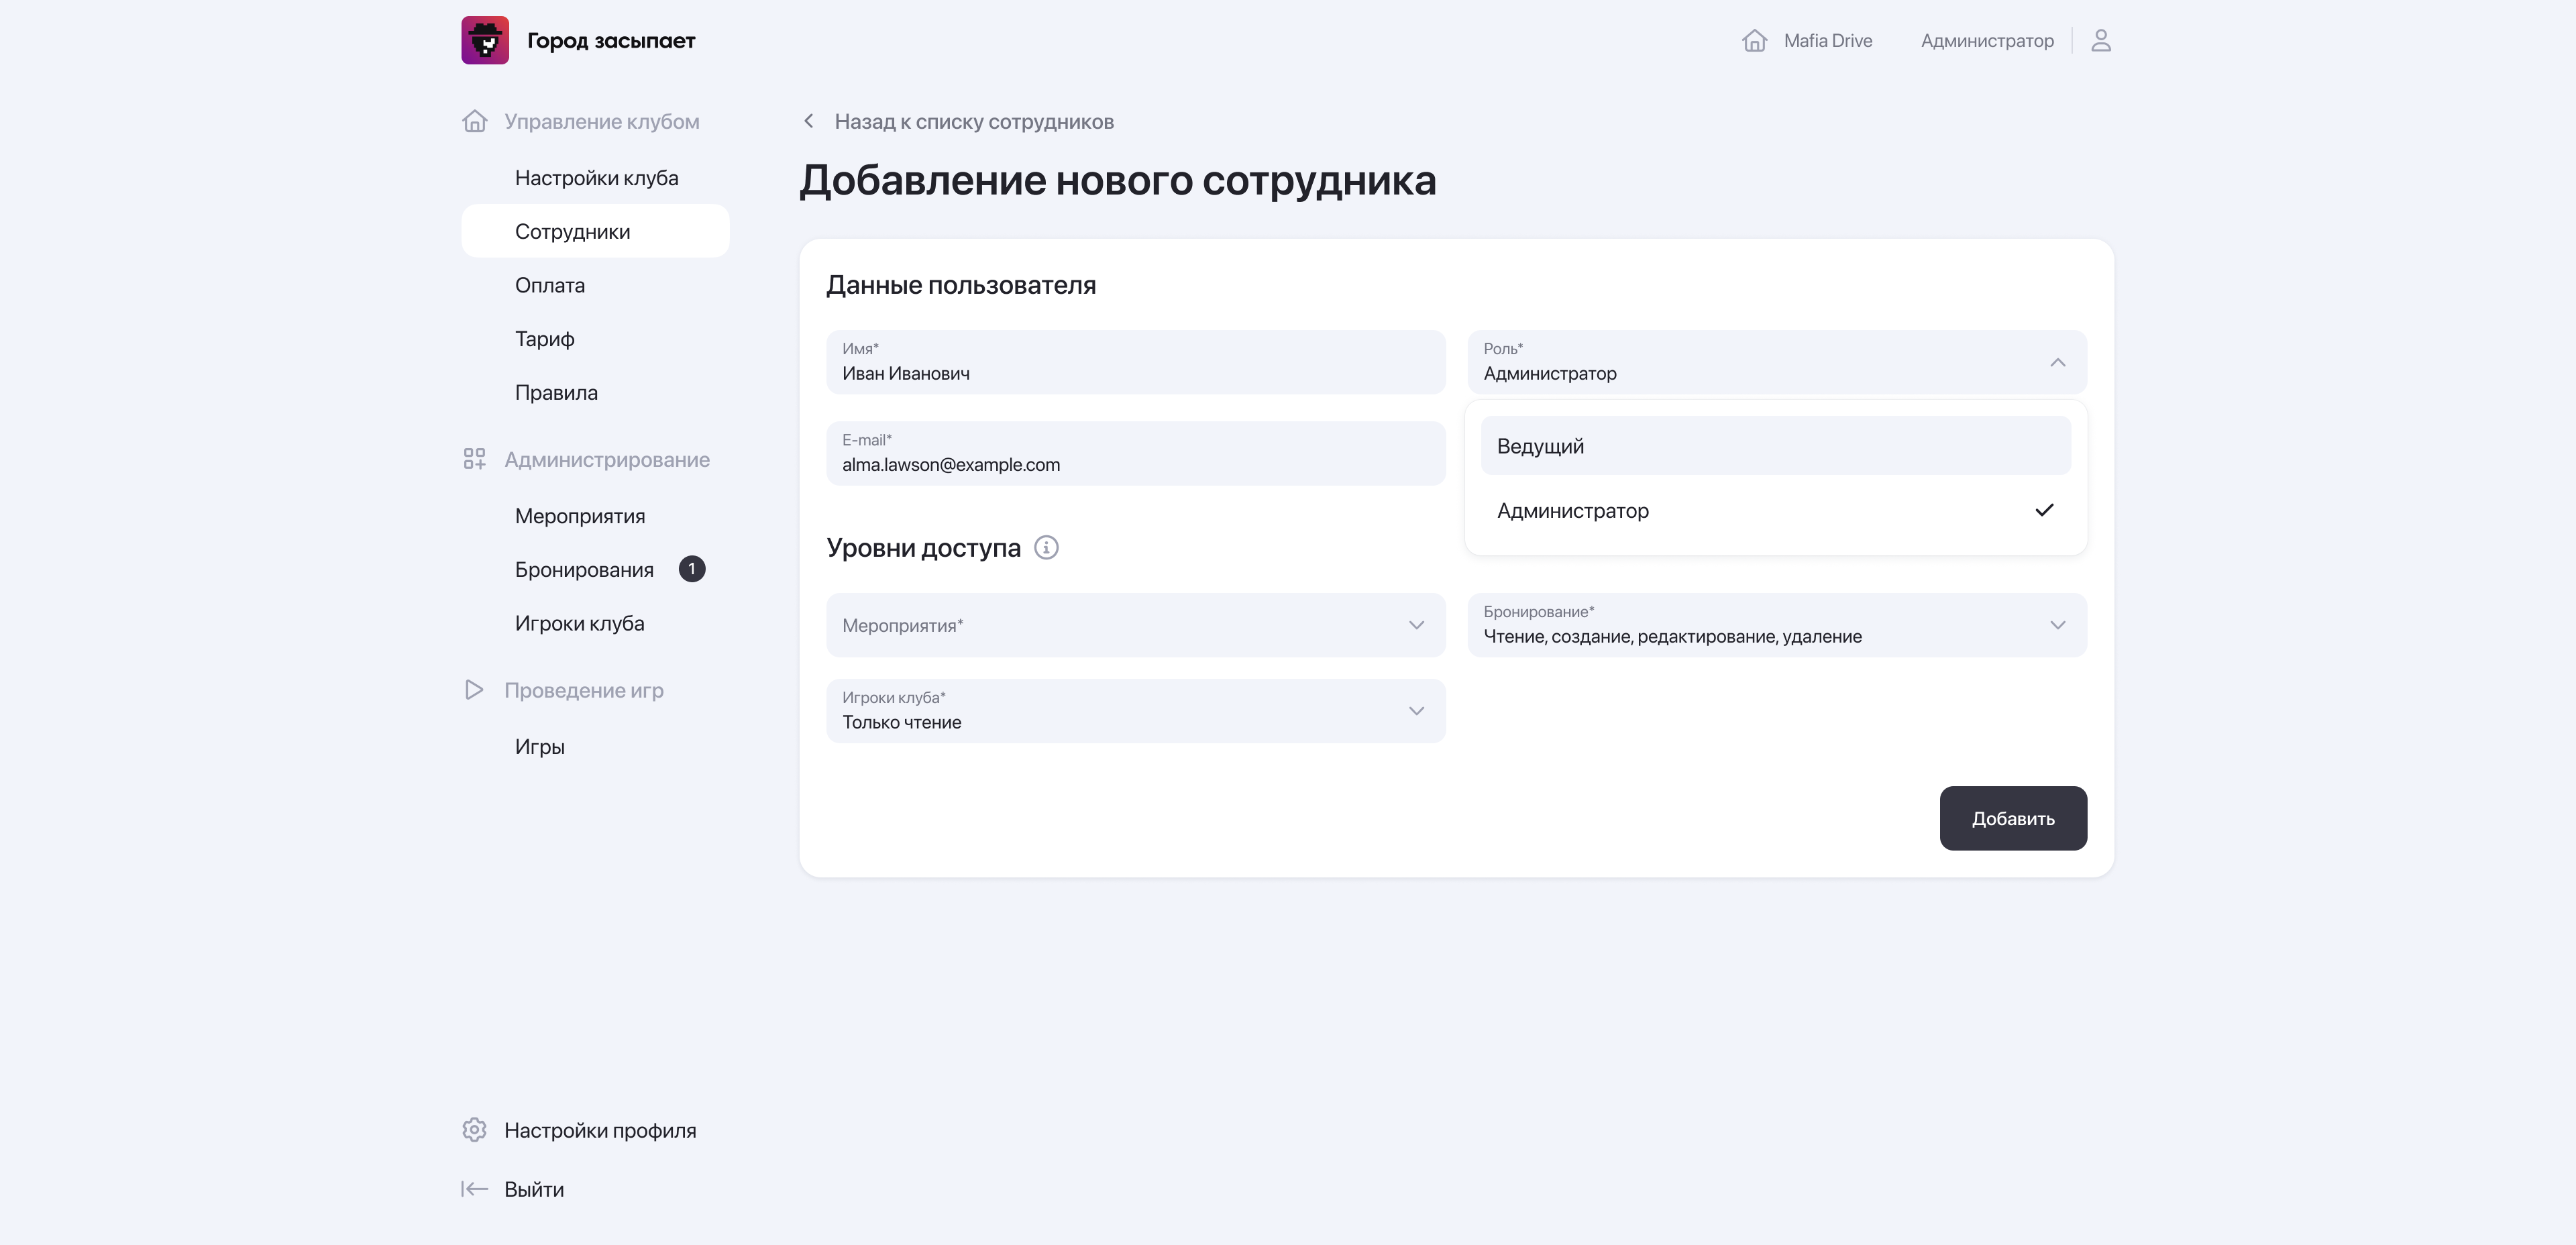 Город засыпает
Mafia Drive
Администратор
Управление клубом
Настройки клуба
Сотрудники
Оплата
Тариф
Правила
Администрирование
Мероприятия
Бронирования 1
Игроки клуба
Проведение игр
Игры
Настройки профиля
Выйти
Назад к списку сотрудников
Добавление нового сотрудника
Данные пользователя
Имя*
Иван Иванович
Роль*
Администратор
E-mail*
alma.lawson@example.com
Ведущий
Администратор
Уровни доступа
Мероприятия*
Бронирование*
Чтение, создание, редактирование, удаление
Игроки клуба*
Только чтение
Добавить